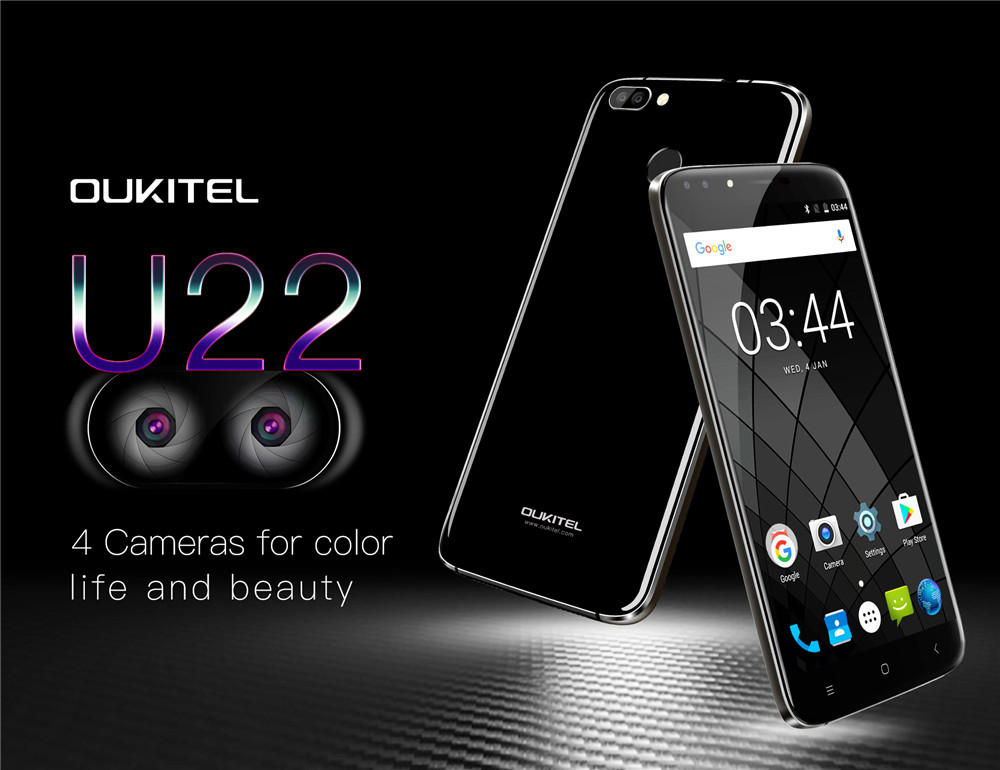 OUKITEL
U22
4 Cameras for color
life and beauty
OUKITEL
www.oukitel.com
03:44
Google
03:44
WED, 4 JAN
Google
Camera
Settings
Play Store